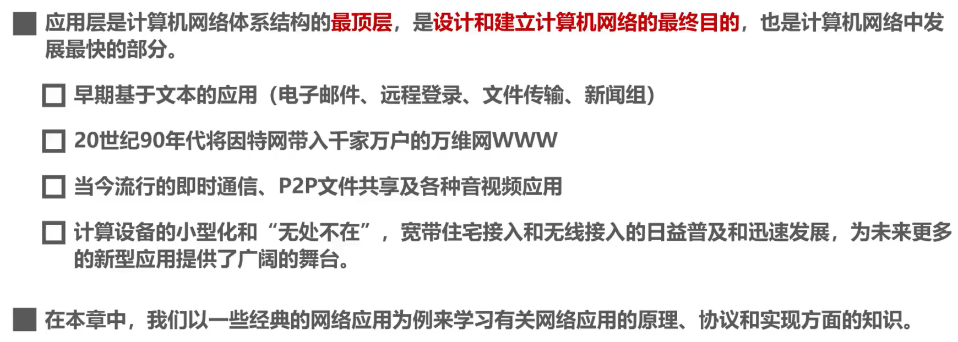 应用层是计算机网络体系结构的最顶层，是设计和建立计算机网络的最终目的，也是计算机网络中发
展最快的部分。
早期基于文本的应用（电子邮件、远程登录、文件传输、新闻组）
20世纪90年代将因特网带入千家万户的万维网WWW
当今流行的即时通信、P2P文件共享及各种音视频应用
计算设备的小型化和“无处不在”，宽带住宅接入和无线接入的日益普及和迅速发展，为未来更多
的新型应用提供了广阔的舞台。
在本章中，我们以一些经典的网络应用为例来学习有关网络应用的原理、协议和实现方面的知识。